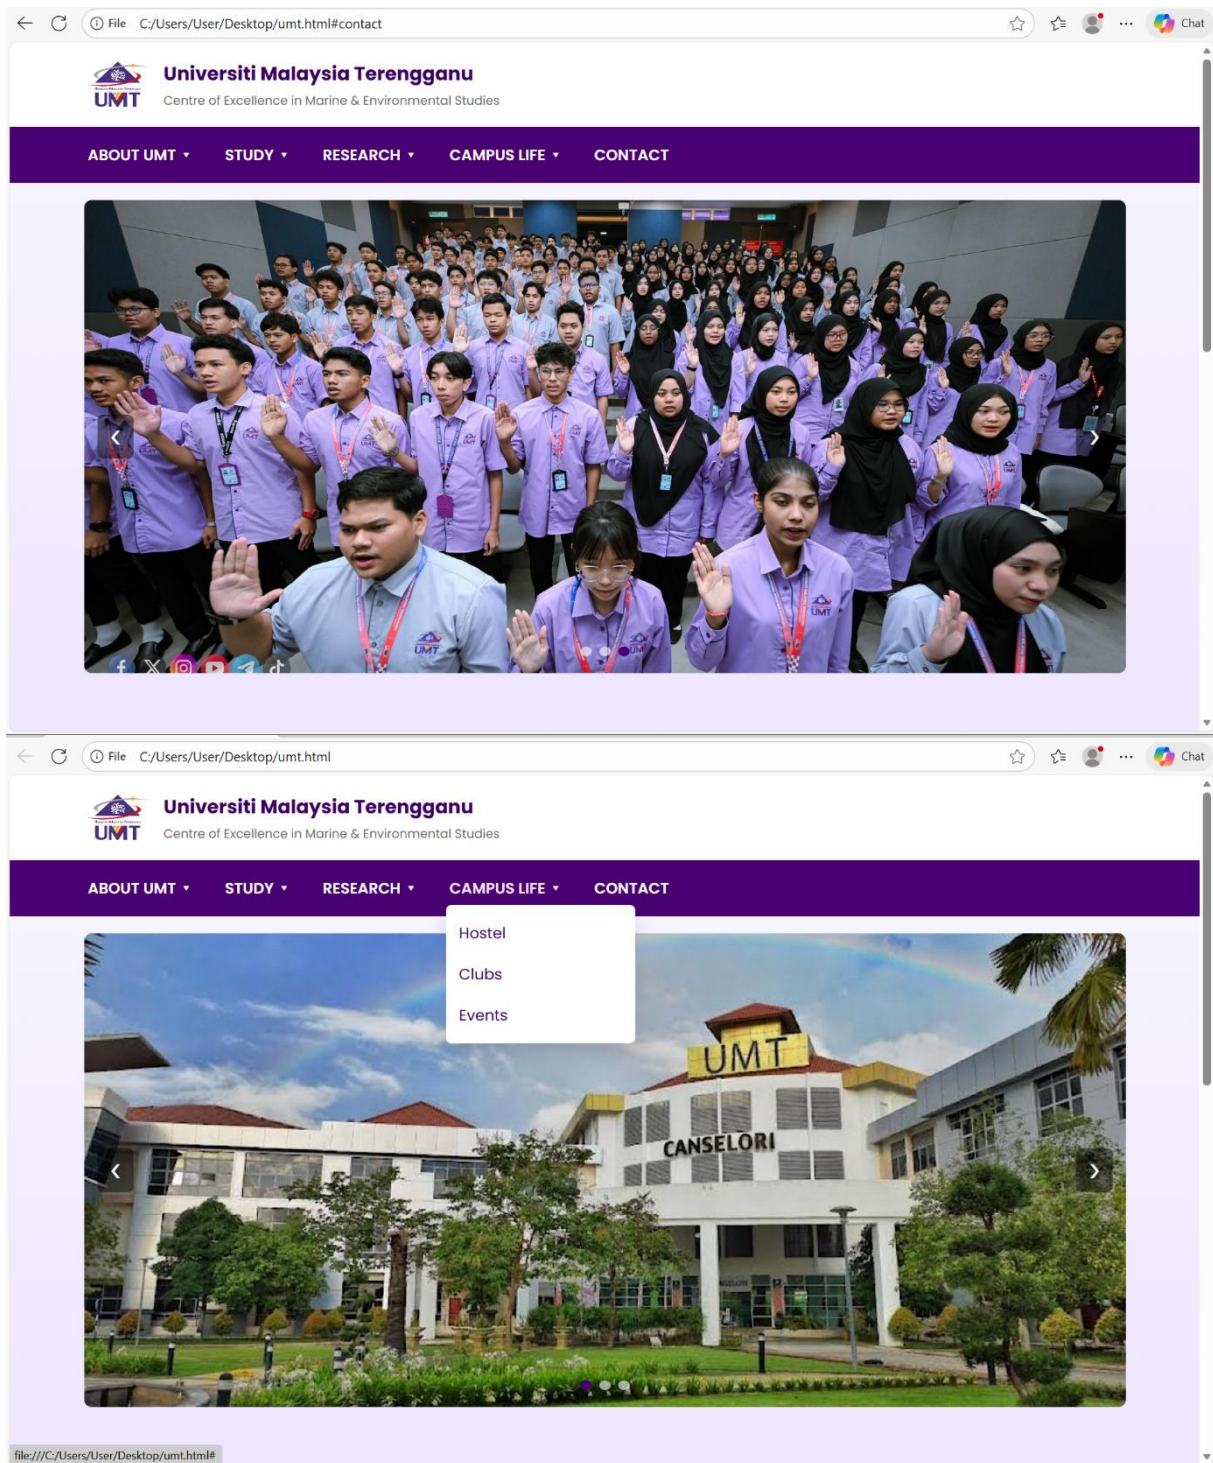 File C:/Users/User/Desktop/umt.html#contact
Chat
UMT
Universiti Malaysia Terengganu
Centre of Excellence in Marine & Environmental Studies
ABOUT UMT ▾ STUDY ▾ RESEARCH ▾ CAMPUS LIFE ▾ CONTACT
UMT
UMT
UMT
File C:/Users/User/Desktop/umt.html
Chat
UMT
Universiti Malaysia Terengganu
Centre of Excellence in Marine & Environmental Studies
ABOUT UMT ▾ STUDY ▾ RESEARCH ▾ CAMPUS LIFE ▾ CONTACT
Hostel
Clubs
Events
UMT
CANSELORI
file:///C:/Users/User/Desktop/umt.html#